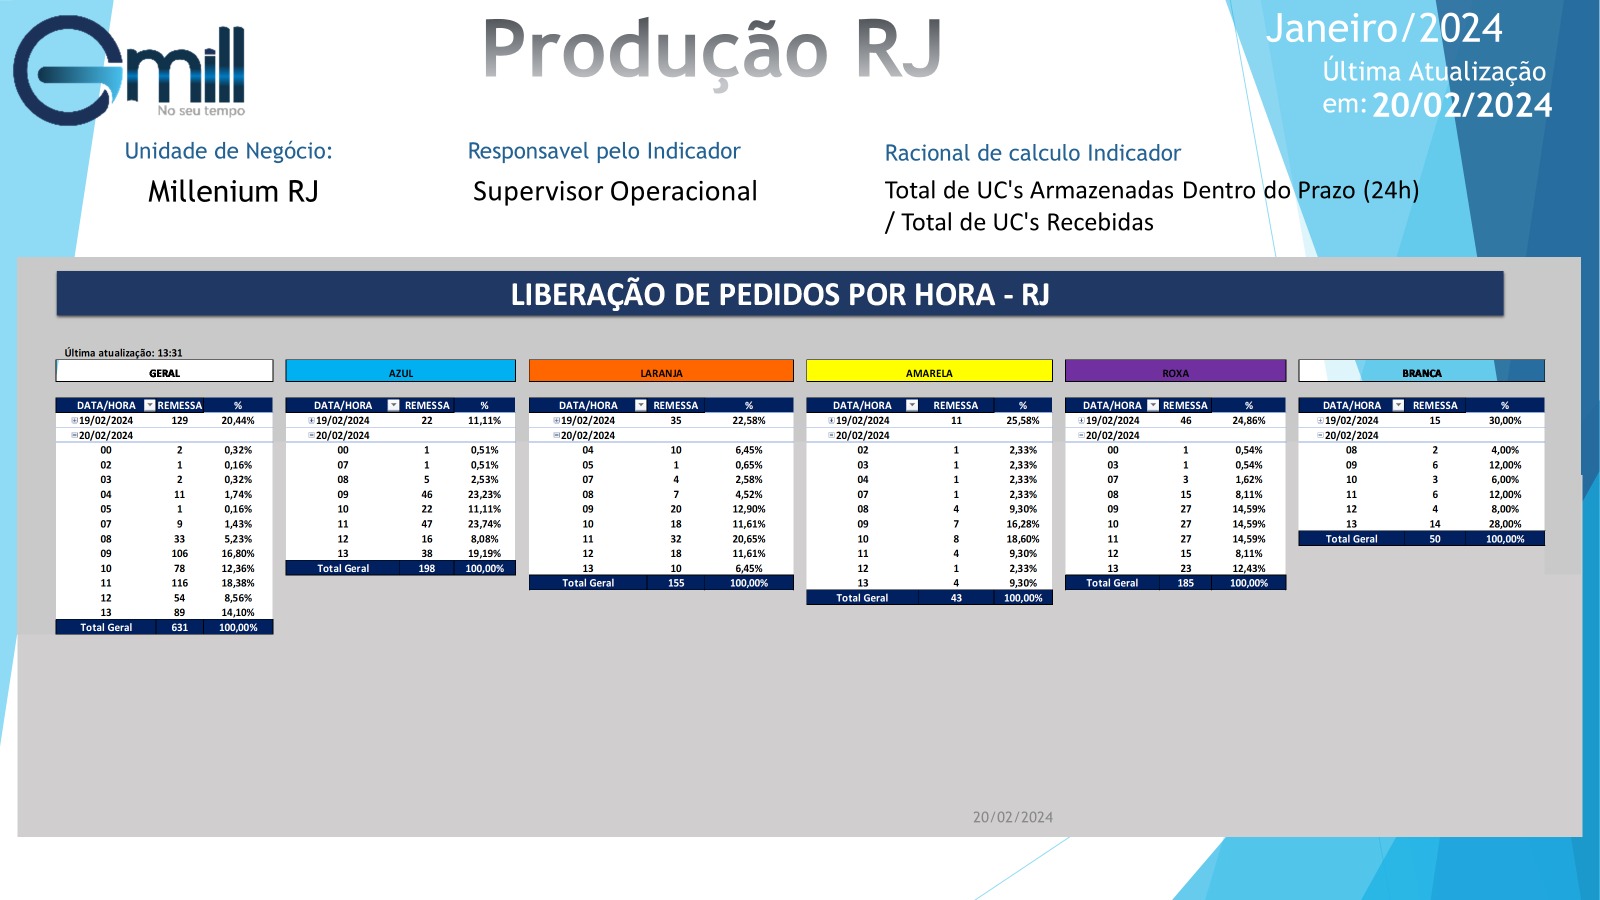 Gmill
No seu tempo
Produção RJ
Janeiro/2024
Última Atualização
em: 20/02/2024
Unidade de Negócio:
Millenium RJ
Responsavel pelo Indicador
Supervisor Operacional
Racional de calculo Indicador
Total de UC's Armazenadas Dentro do Prazo (24h)
/ Total de UC's Recebidas
LIBERAÇÃO DE PEDIDOS POR HORA - RJ
Última atualização: 13:31
GERAL
DATA/HORA REMESSA %
19/02/2024 129 20,44%
20/02/2024
00 2 0,32%
02 1 0,16%
03 2 0,32%
04 11 1,74%
05 1 0,16%
07 9 1,43%
08 33 5,23%
09 106 16,80%
10 78 12,36%
11 116 18,38%
12 54 8,56%
13 89 14,10%
Total Geral 631 100,00%
AZUL
DATA/HORA REMESSA %
19/02/2024 22 11,11%
20/02/2024
00 1 0,51%
07 1 0,51%
08 5 2,53%
09 46 23,23%
10 22 11,11%
11 47 23,74%
12 16 8,08%
13 38 19,19%
Total Geral 198 100,00%
LARANJA
DATA/HORA REMESSA %
19/02/2024 35 22,58%
20/02/2024
04 10 6,45%
05 1 0,65%
07 4 2,58%
08 7 4,52%
09 20 12,90%
10 18 11,61%
11 32 20,65%
12 18 11,61%
13 10 6,45%
Total Geral 155 100,00%
AMARELA
DATA/HORA REMESSA %
19/02/2024 11 25,58%
20/02/2024
02 1 2,33%
03 1 2,33%
04 1 2,33%
07 1 2,33%
08 4 9,30%
09 7 16,28%
10 8 18,60%
11 4 9,30%
12 1 2,33%
13 4 9,30%
Total Geral 43 100,00%
ROXA
DATA/HORA REMESSA %
19/02/2024 46 24,86%
20/02/2024
00 1 0,54%
03 1 0,54%
07 3 1,62%
08 15 8,11%
09 27 14,59%
10 27 14,59%
11 27 14,59%
12 15 8,11%
13 23 12,43%
Total Geral 185 100,00%
BRANCA
DATA/HORA REMESSA %
19/02/2024 15 30,00%
20/02/2024
08 2 4,00%
09 6 12,00%
10 3 6,00%
11 6 12,00%
12 4 8,00%
13 14 28,00%
Total Geral 50 100,00%
20/02/2024